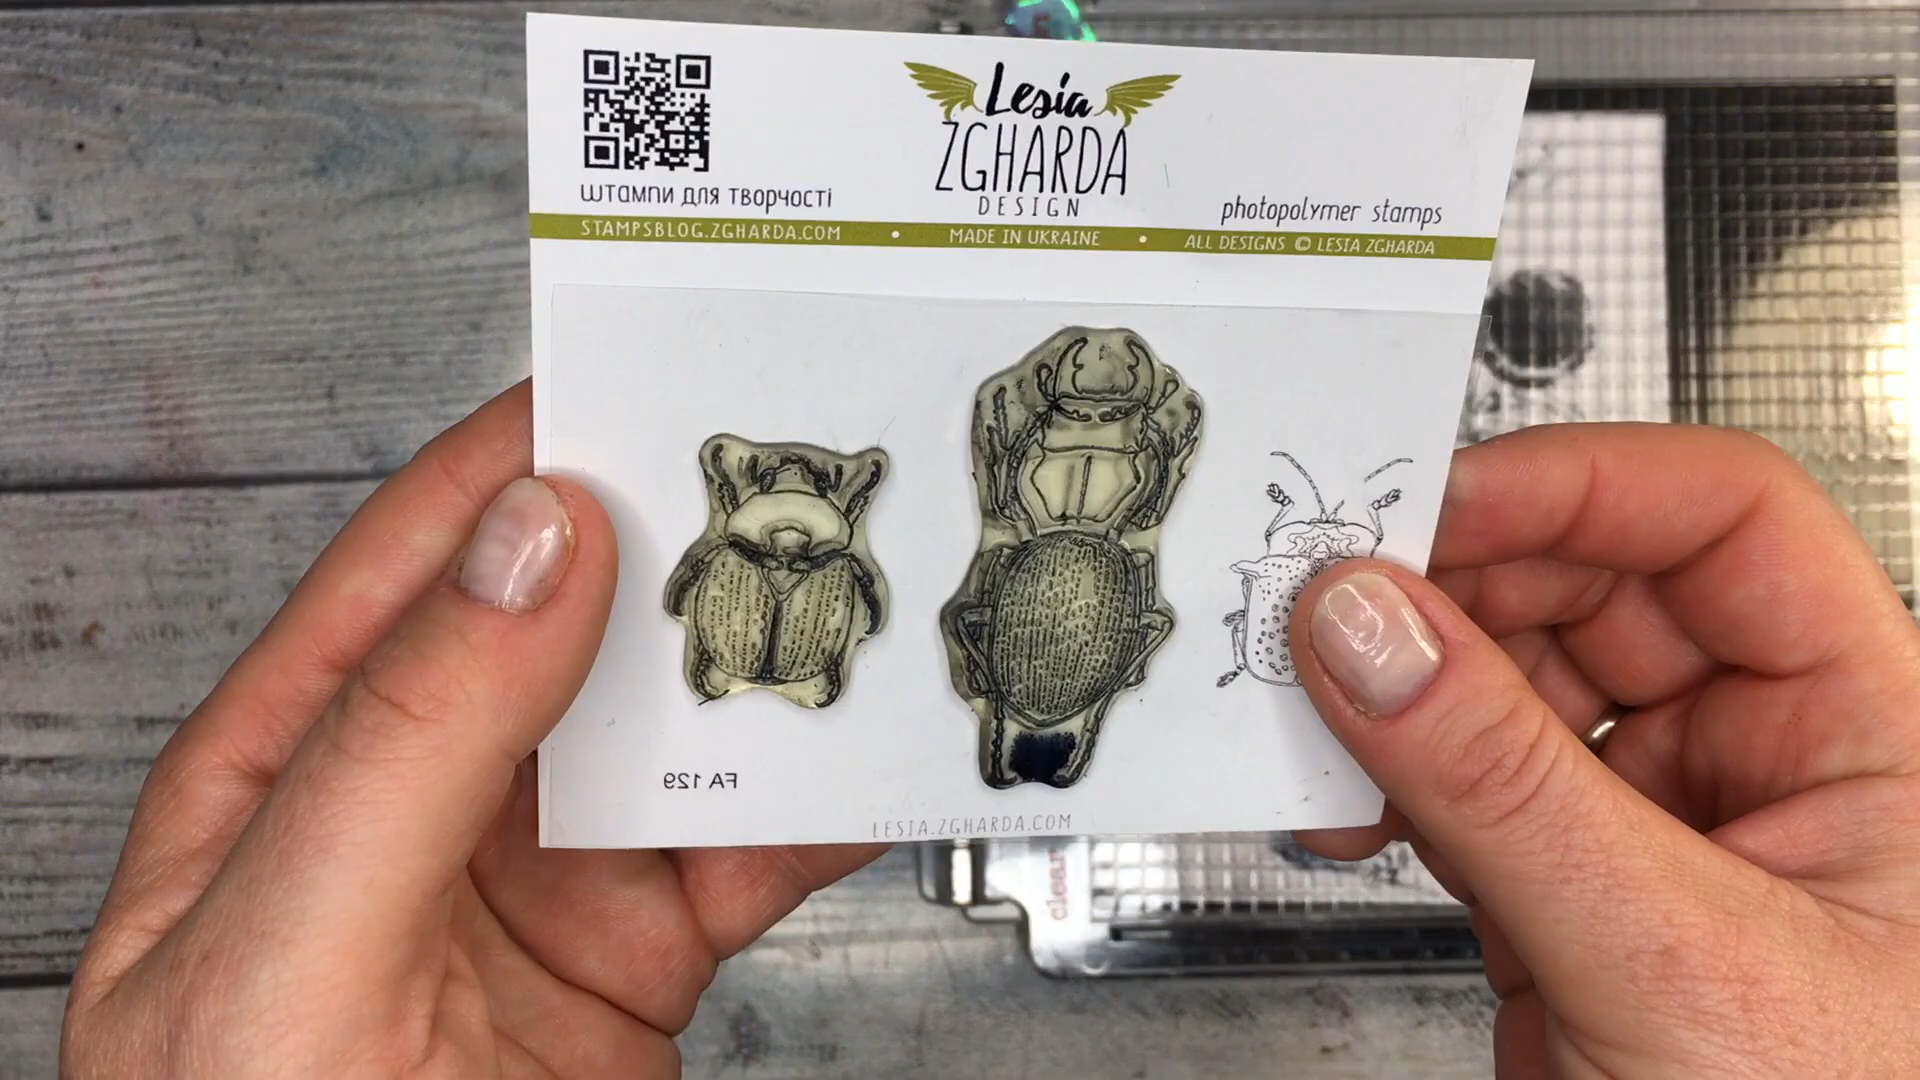 Lesia
ZGHARDA
DESIGN
штампи для творчості
photopolymer stamps
STAMPSBLOG.ZGHARDA.COM • MADE IN UKRAINE • ALL DESIGNS © LESIA ZGHARDA
FA 129
LESIA.ZGHARDA.COM
clear